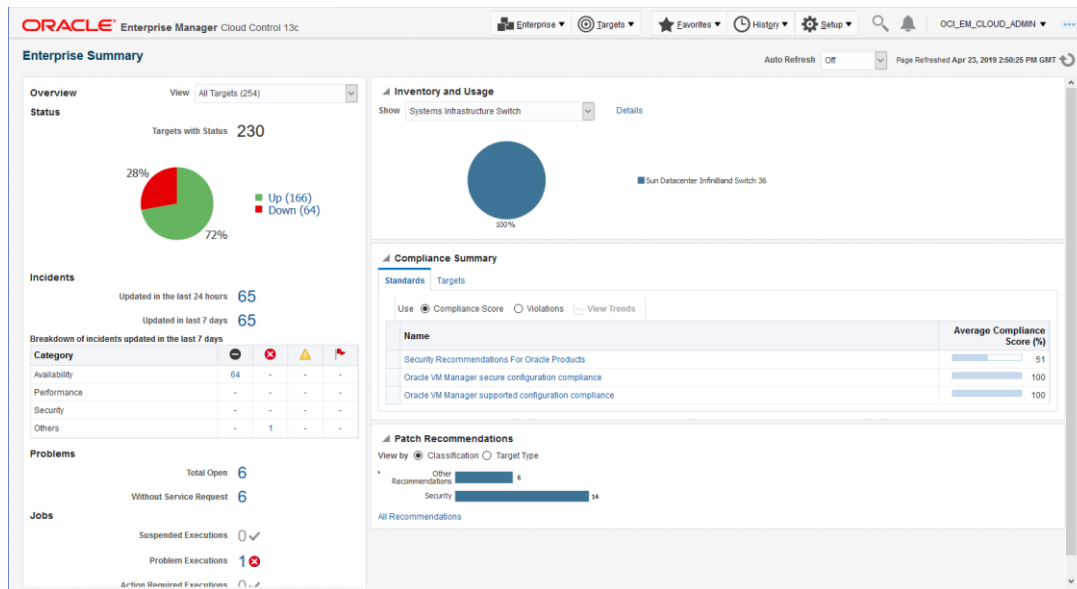 ORACLE Enterprise Manager Cloud Control 13c
Enterprise Targets Favorites History Setup OCI_EM_CLOUD_ADMIN
Enterprise Summary
Auto Refresh Off Page Refreshed Apr 23, 2019 2:50:25 PM GMT
Overview View All Targets (254)
Status
Targets with Status 230
28%
72%
Up (166)
Down (64)
Incidents
Updated in the last 24 hours 65
Updated in last 7 days 65
Breakdown of incidents updated in the last 7 days
Category
Availability 64 - - -
Performance - - - -
Security - - - -
Others - 1 - -
Problems
Total Open 6
Without Service Request 6
Jobs
Suspended Executions 0
Problem Executions 1
Action Required Executions 0
Inventory and Usage
Show Systems Infrastructure Switch Details
100%
Sun Datacenter InfiniBand Switch 36
Compliance Summary
Standards Targets
Use Compliance Score Violations View Trends
Name Average Compliance
Score (%)
Security Recommendations For Oracle Products 51
Oracle VM Manager secure configuration compliance 100
Oracle VM Manager supported configuration compliance 100
Patch Recommendations
View by Classification Target Type
Other
Recommendations 6
Security 14
All Recommendations